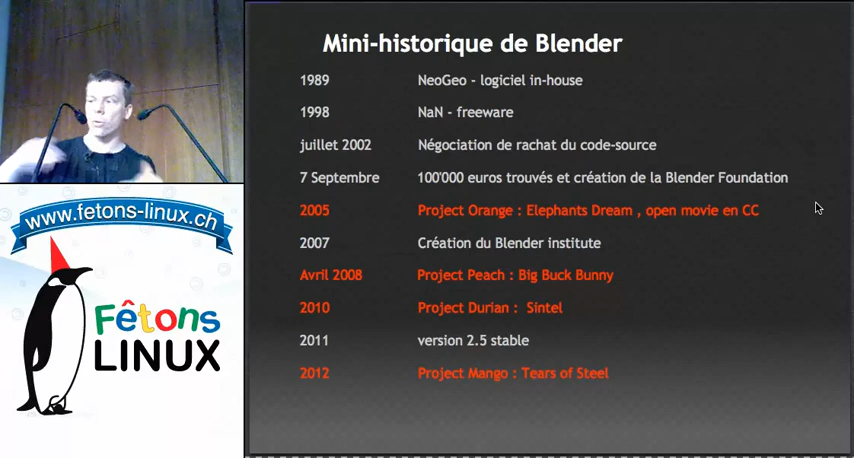 Mini-historique de Blender
1989 NeoGeo - logiciel in-house
1998 NaN - freeware
juillet 2002 Négociation de rachat du code-source
7 Septembre 100'000 euros trouvés et création de la Blender Foundation
2005 Project Orange : Elephants Dream , open movie en CC
2007 Création du Blender institute
Avril 2008 Project Peach : Big Buck Bunny
2010 Project Durian : Sintel
2011 version 2.5 stable
2012 Project Mango : Tears of Steel
www.fetons-linux.ch
Fêtons
LINUX